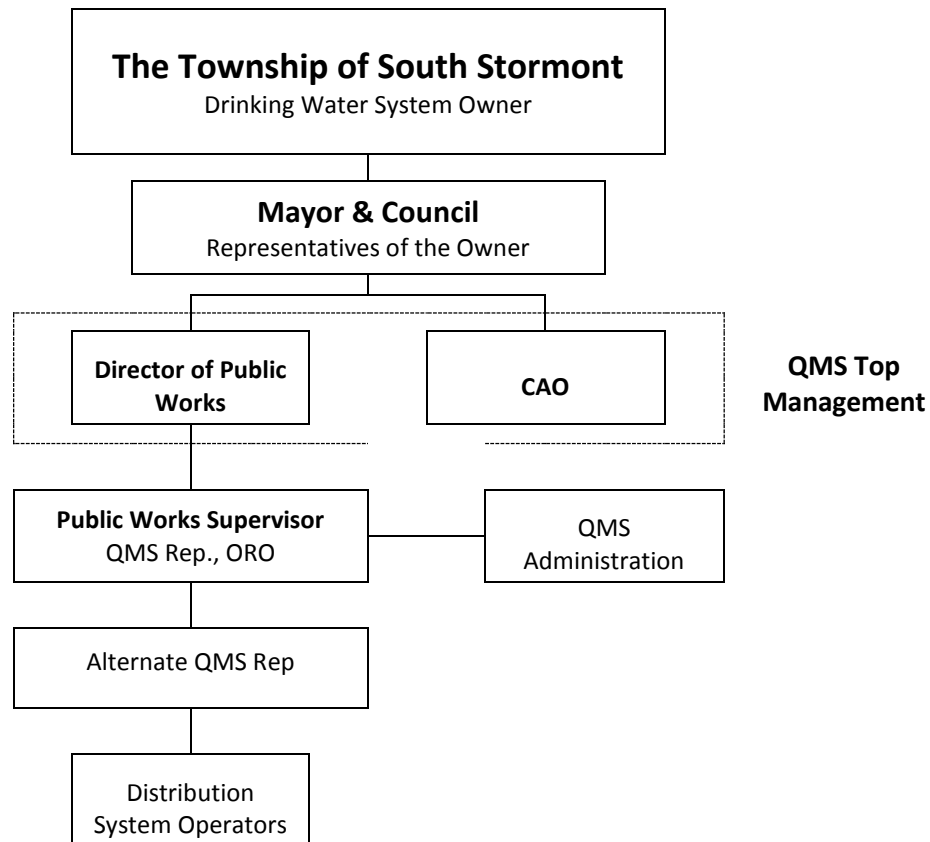 The Township of South Stormont
Drinking Water System Owner
Mayor & Council
Representatives of the Owner
Director of Public
Works
CAO
QMS Top
Management
Public Works Supervisor
QMS Rep., ORO
QMS
Administration
Alternate QMS Rep
Distribution
System Operators